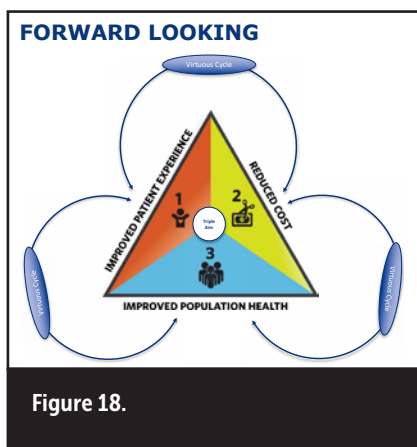 FORWARD LOOKING
Virtuous Cycle
IMPROVED PATIENT EXPERIENCE
REDUCED COST
1
2
Triple
Aim
3
Virtuous Cycle
Virtuous Cycle
IMPROVED POPULATION HEALTH
Figure 18.